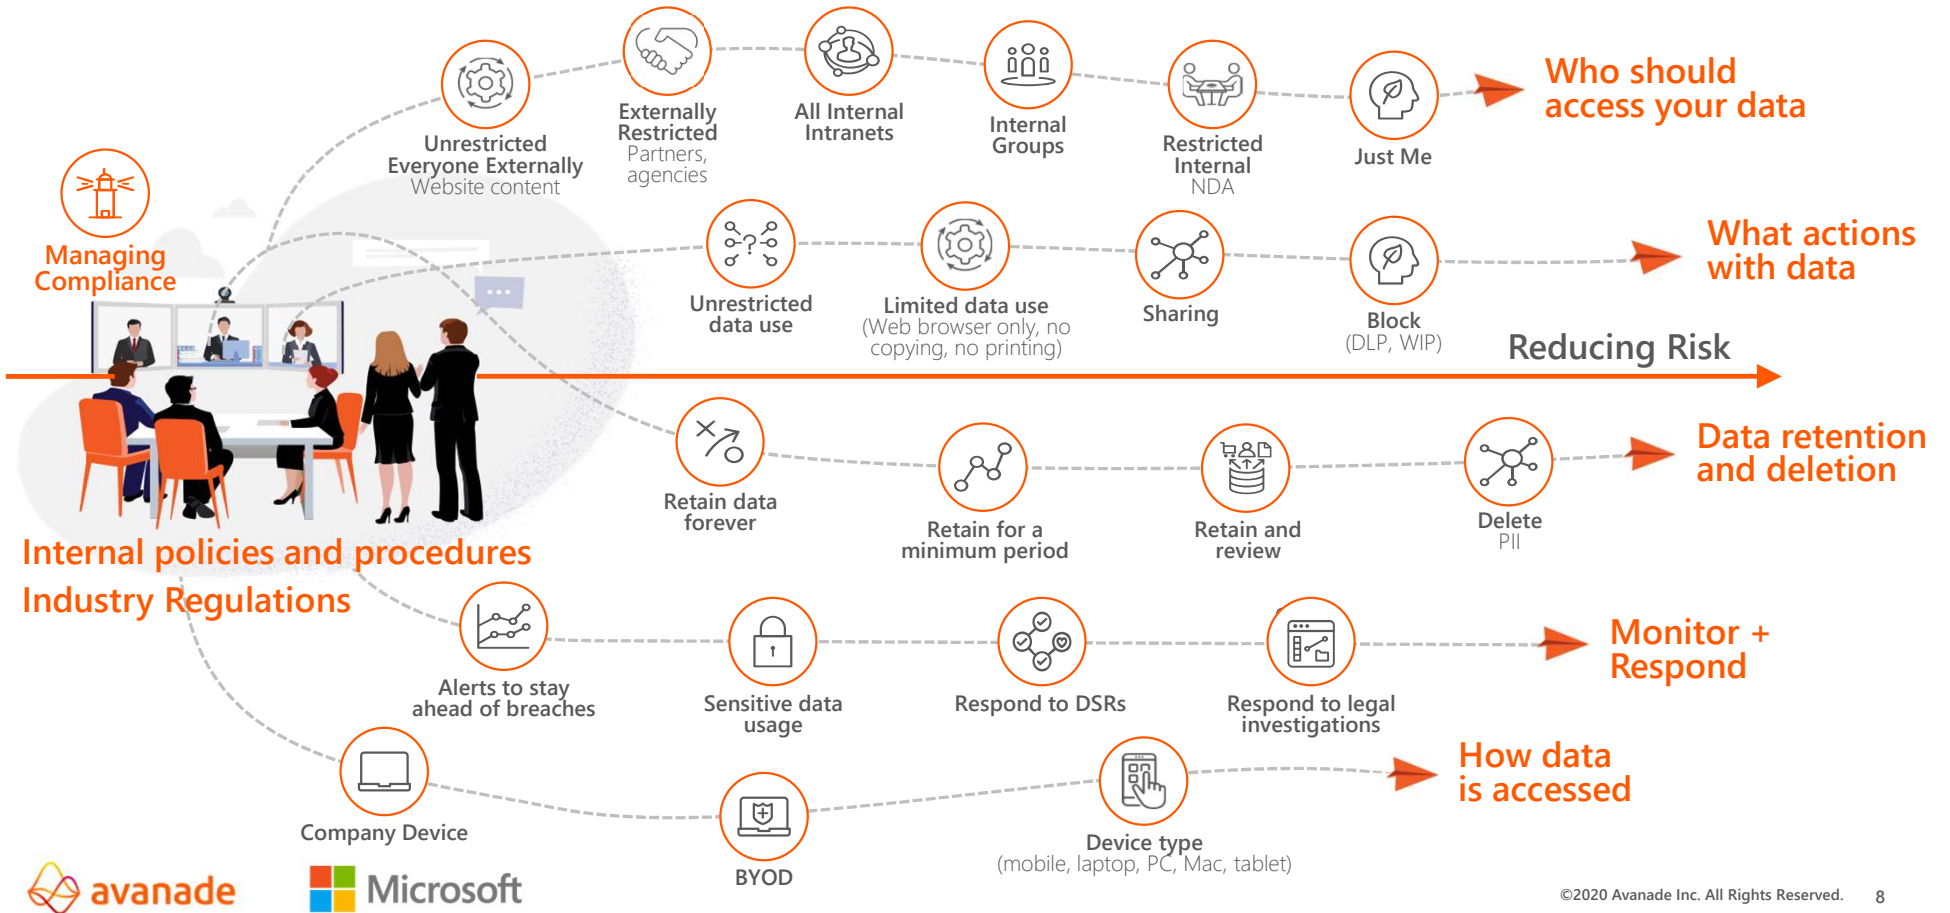 Unrestricted
Everyone Externally
Website content
Externally
Restricted
Partners,
agencies
All Internal
Intranets
Internal
Groups
Restricted
Internal
NDA
Just Me
Who should
access your data
Managing
Compliance
Unrestricted
data use
Limited data use
(Web browser only, no
copying, no printing)
Sharing
Block
(DLP, WIP)
What actions
with data
Reducing Risk
Retain data
forever
Retain for a
minimum period
Retain and
review
Delete
PII
Data retention
and deletion
Internal policies and procedures
Industry Regulations
Alerts to stay
ahead of breaches
Sensitive data
usage
Respond to DSRs
Respond to legal
investigations
Monitor +
Respond
Company Device
BYOD
Device type
(mobile, laptop, PC, Mac, tablet)
How data
is accessed
avanade
Microsoft
©2020 Avanade Inc. All Rights Reserved.
8